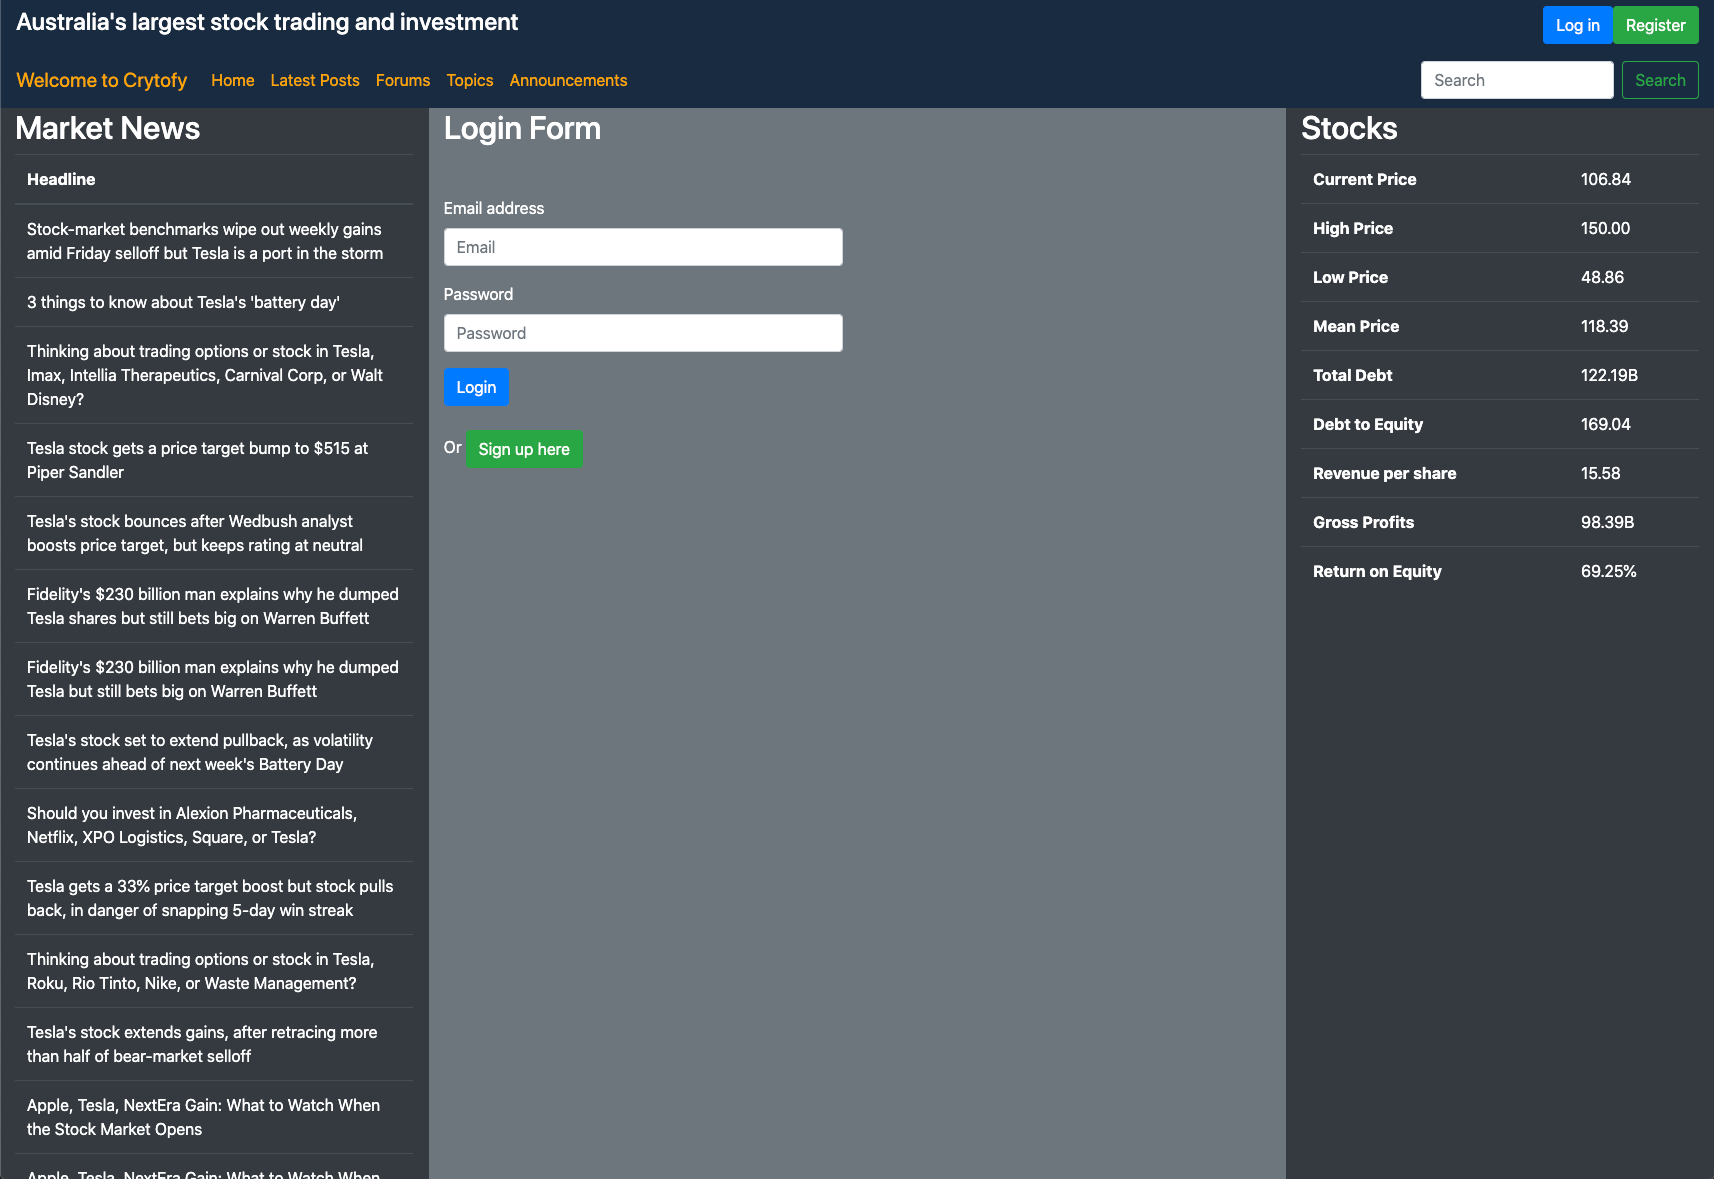 Australia's largest stock trading and investment
Log in
Register
Welcome to Crytofy
Home
Latest Posts
Forums
Topics
Announcements
Search
Search
Market News
Headline
Stock-market benchmarks wipe out weekly gains
amid Friday selloff but Tesla is a port in the storm
3 things to know about Tesla's 'battery day'
Thinking about trading options or stock in Tesla,
Imax, Intellia Therapeutics, Carnival Corp, or Walt
Disney?
Tesla stock gets a price target bump to $515 at
Piper Sandler
Tesla's stock bounces after Wedbush analyst
boosts price target, but keeps rating at neutral
Fidelity's $230 billion man explains why he dumped
Tesla shares but still bets big on Warren Buffett
Fidelity's $230 billion man explains why he dumped
Tesla but still bets big on Warren Buffett
Tesla's stock set to extend pullback, as volatility
continues ahead of next week's Battery Day
Should you invest in Alexion Pharmaceuticals,
Netflix, XPO Logistics, Square, or Tesla?
Tesla gets a 33% price target boost but stock pulls
back, in danger of snapping 5-day win streak
Thinking about trading options or stock in Tesla,
Roku, Rio Tinto, Nike, or Waste Management?
Tesla's stock extends gains, after retracing more
than half of bear-market selloff
Apple, Tesla, NextEra Gain: What to Watch When
the Stock Market Opens
Apple, Tesla, NextEra Gain: What to Watch When
Login Form
Email address
Email
Password
Password
Login
Or Sign up here
Stocks
Current Price 106.84
High Price 150.00
Low Price 48.86
Mean Price 118.39
Total Debt 122.19B
Debt to Equity 169.04
Revenue per share 15.58
Gross Profits 98.39B
Return on Equity 69.25%